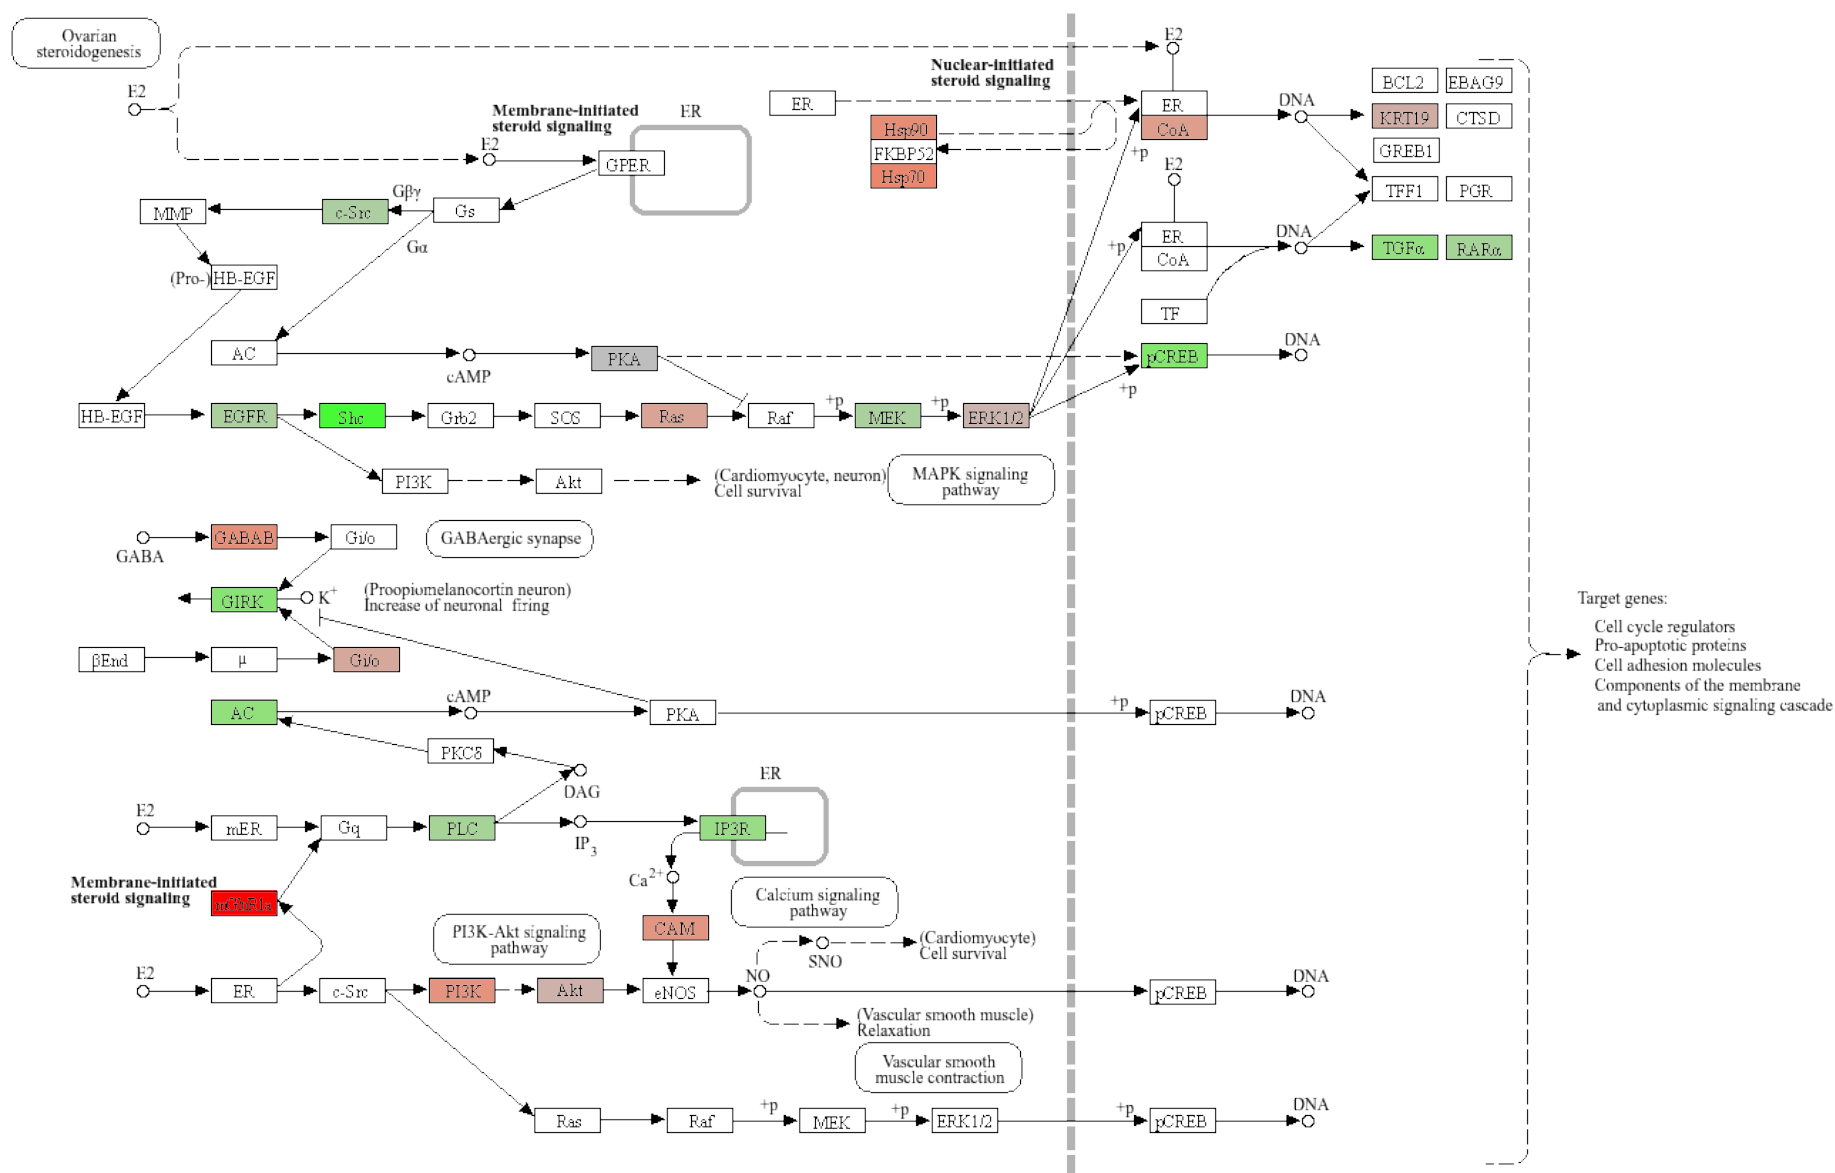 Ovarian
steroidogenesis
E2
E2
Membrane-initiated
steroid signaling
ER
E2
GPER
Nuclear-initiated
steroid signaling
ER
Hsp90
FKBP52
Hsp70
E2
ER
CoA
+p
DNA
BCL2
EBAG9
KRT19
CTSD
GREB1
TFF1
PGR
MMP
c-Src
Gβγ
Gs
Gα
E2
+p
ER
CoA
DNA
TGFα
RARα
(Pro-)
HB-EGF
TF
AC
cAMP
PKA
pCREB
DNA
+p
HB-EGF
EGFR
Shc
Grb2
SOS
Ras
Raf
+p
MEK
+p
ERK1/2
PI3K
Akt
(Cardiomyocyte, neuron)
Cell survival
MAPK signaling
pathway
GABA
GABAB
Gi/o
GABAergic synapse
GIRK
K+
(Proopiomelanocortin neuron)
Increase of neuronal firing
Target genes:
Cell cycle regulators
Pro-apoptotic proteins
Cell adhesion molecules
Components of the membrane
and cytoplasmic signaling cascade
βEnd
μ
Gi/o
AC
cAMP
PKA
+p
pCREB
DNA
PKCδ
DAG
ER
E2
mER
Gq
PLC
IP3
IP3R
Ca2+
Membrane-initiated
steroid signaling
Calcium signaling
pathway
CAM
PI3K-Akt signaling
pathway
SNO
(Cardiomyocyte)
Cell survival
E2
ER
c-Src
PI3K
Akt
eNOS
NO
pCREB
DNA
(Vascular smooth muscle)
Relaxation
Vascular smooth
muscle contraction
Ras
Raf
+p
MEK
+p
ERK1/2
+p
pCREB
DNA